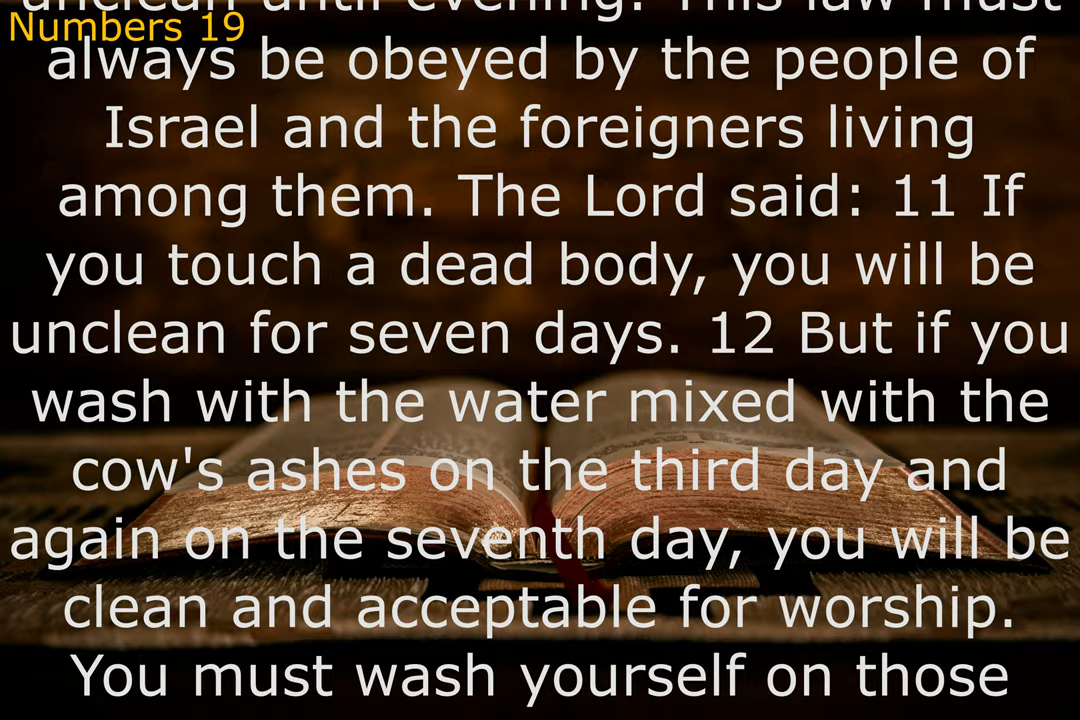 unclean until evening. This law must
Numbers 19
always be obeyed by the people of
Israel and the foreigners living
among them. The Lord said: 11 If
you touch a dead body, you will be
unclean for seven days. 12 But if you
wash with the water mixed with the
cow's ashes on the third day and
again on the seventh day, you will be
clean and acceptable for worship.
You must wash yourself on those